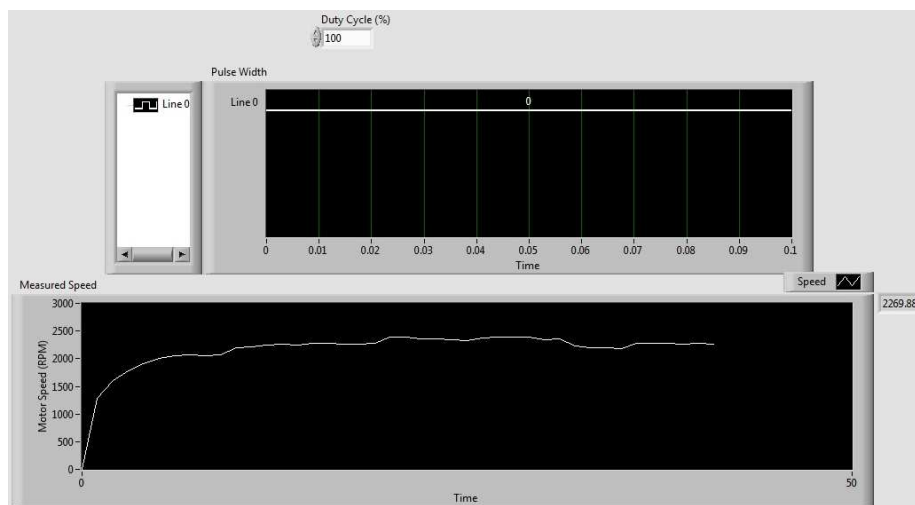 Duty Cycle (%)
100
Pulse Width
Line 0
Line 0
0
0 0.01 0.02 0.03 0.04 0.05 0.06 0.07 0.08 0.09 0.1
Time
Measured Speed
Speed
2269.88
3000
2500
2000
1500
1000
500
0
Motor Speed (RPM)
0 50
Time